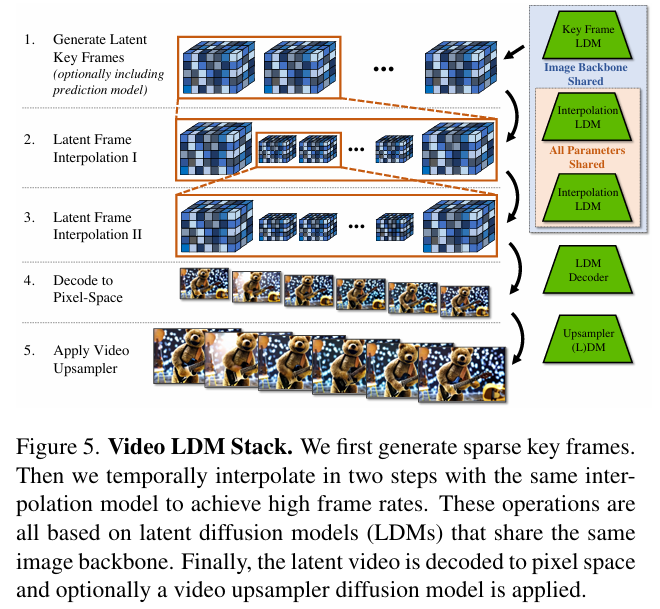 1. Generate Latent
Key Frames
(optionally including
prediction model)
Key Frame
LDM
Image Backbone
Shared
2. Latent Frame
Interpolation I
Interpolation
LDM
All Parameters
Shared
3. Latent Frame
Interpolation II
Interpolation
LDM
4. Decode to
Pixel-Space
LDM
Decoder
5. Apply Video
Upsampler
Upsampler
(L)DM
Figure 5. Video LDM Stack. We first generate sparse key frames.
Then we temporally interpolate in two steps with the same inter-
polation model to achieve high frame rates. These operations are
all based on latent diffusion models (LDMs) that share the same
image backbone. Finally, the latent video is decoded to pixel space
and optionally a video upsampler diffusion model is applied.